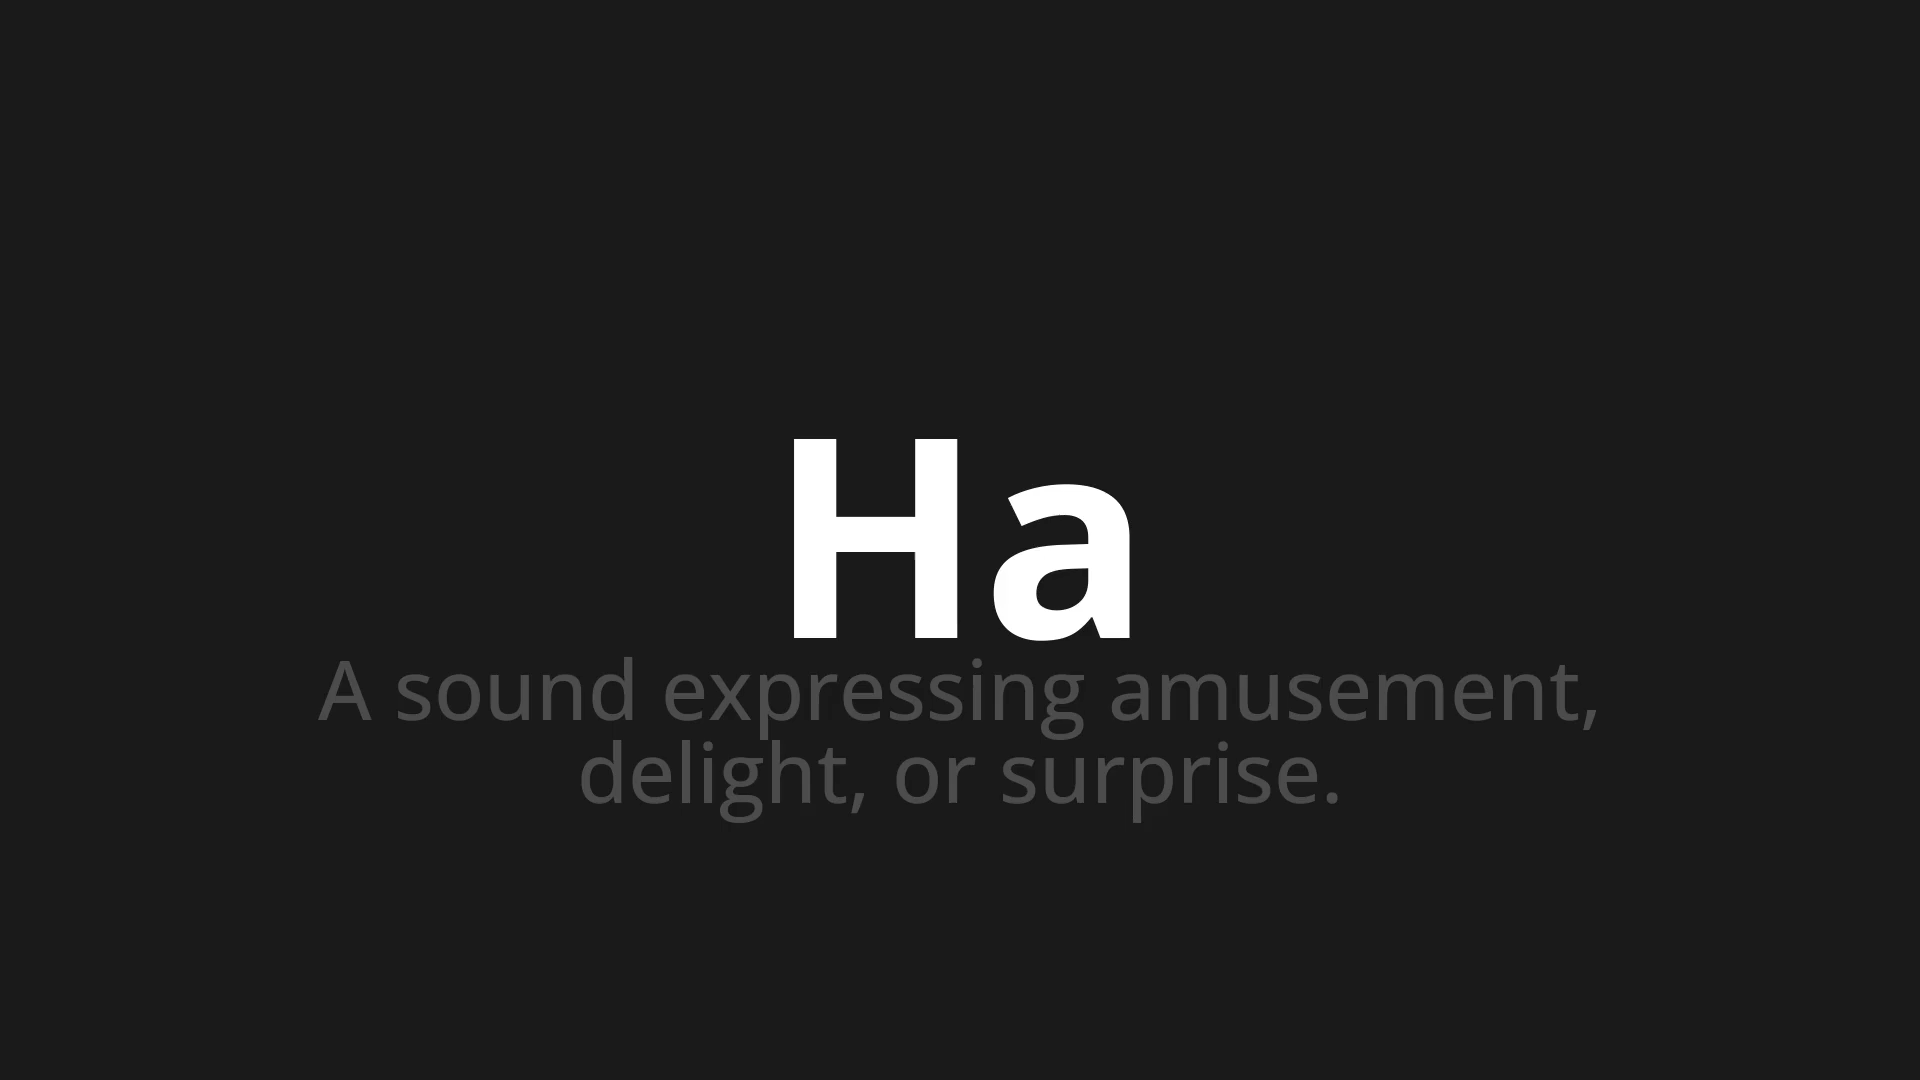 Ha
A sound expressing amusement,
delight, or surprise.